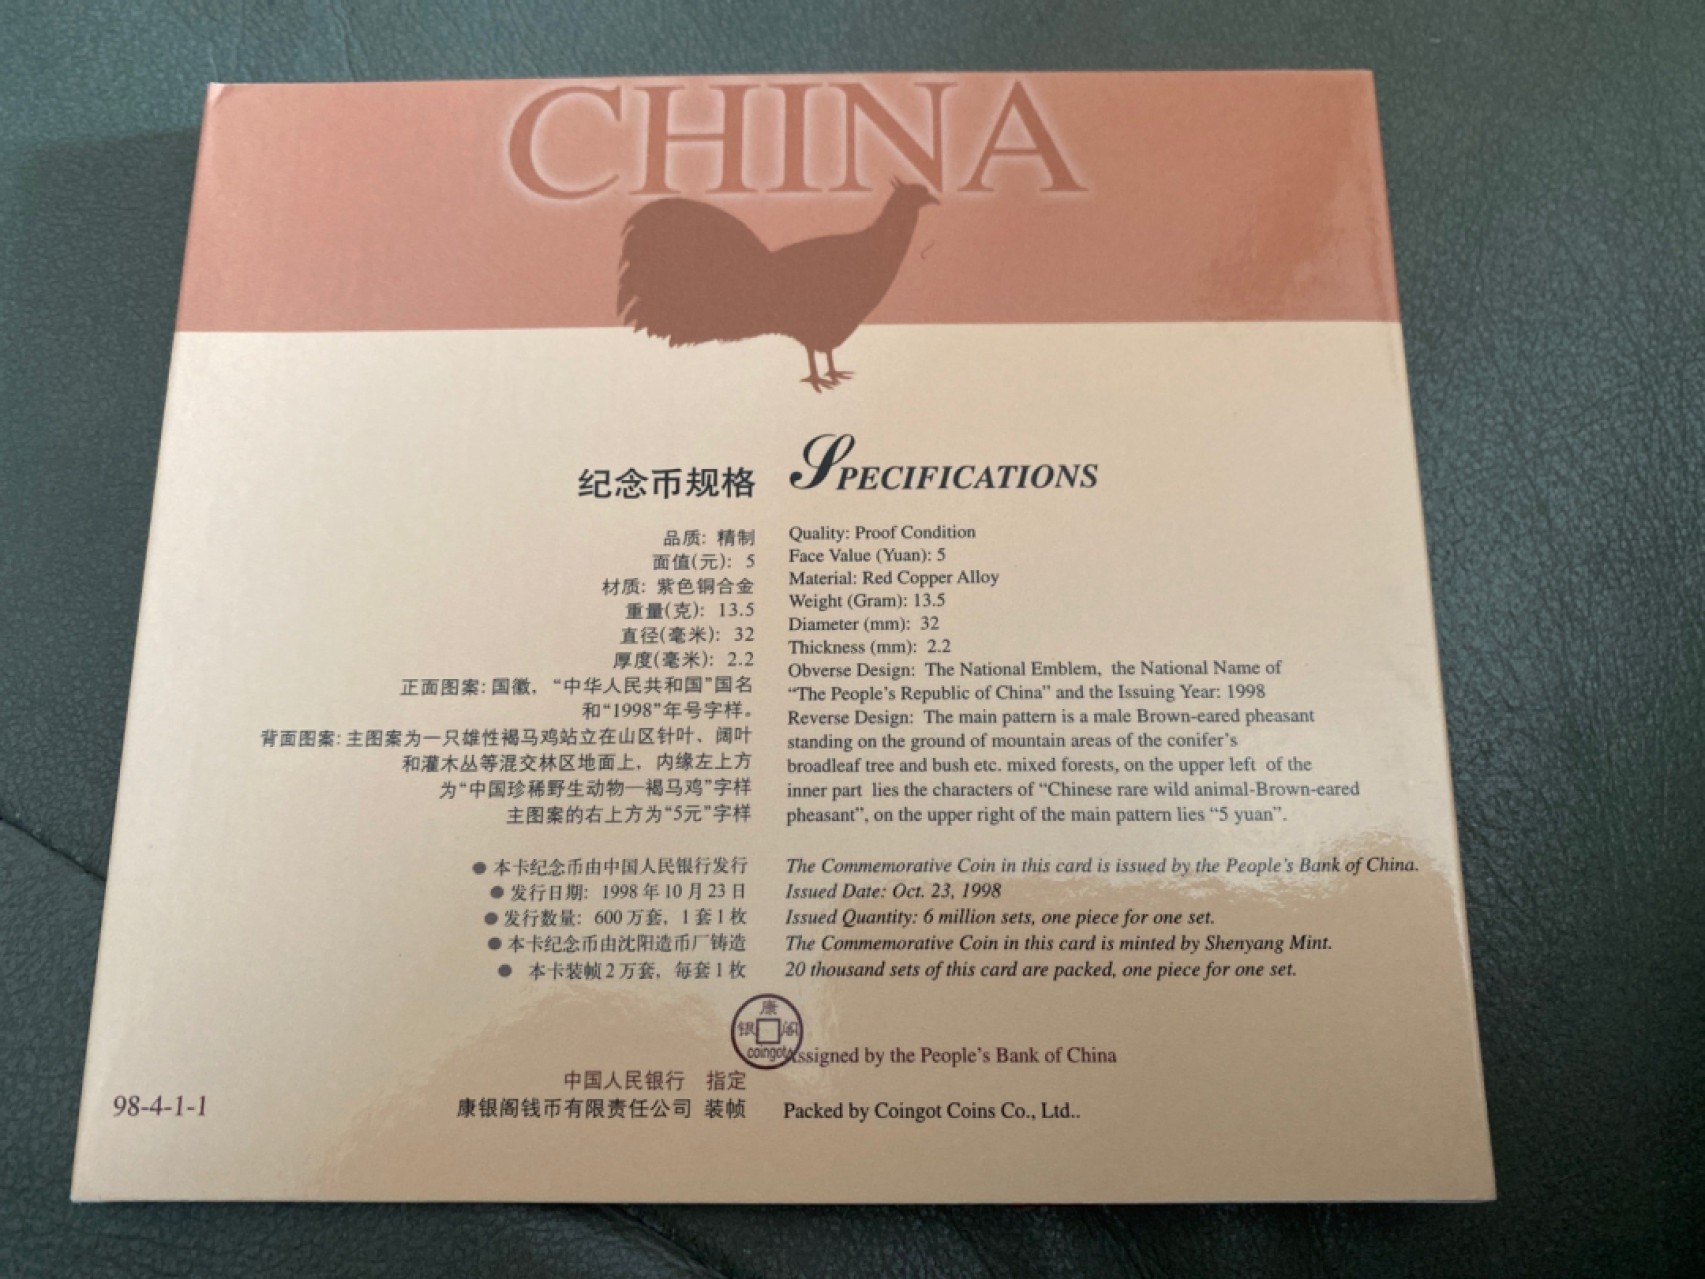 CHINA
纪念币规格
品质: 精制
面值(元): 5
材质: 紫色铜合金
重量(克): 13.5
直径(毫米): 32
厚度(毫米): 2.2
正面图案: 国徽, “中华人民共和国”国名
和“1998”年号字样。
背面图案: 主图案为一只雄性褐马鸡站立在山区针叶、阔叶
和灌木丛等混交林区地面上, 内缘左上方
为“中国珍稀野生动物—褐马鸡”字样
主图案的右上方为“5元”字样
● 本卡纪念币由中国人民银行发行
● 发行日期: 1998 年 10 月 23 日
● 发行数量: 600 万套, 1 套 1 枚
● 本卡纪念币由沈阳造币厂铸造
● 本卡装帧 2 万套, 每套 1 枚
中国人民银行 指定
康银阁钱币有限责任公司 装帧
SPECIFICATIONS
Quality: Proof Condition
Face Value (Yuan): 5
Material: Red Copper Alloy
Weight (Gram): 13.5
Diameter (mm): 32
Thickness (mm): 2.2
Obverse Design: The National Emblem, the National Name of
“The People's Republic of China” and the Issuing Year: 1998
Reverse Design: The main pattern is a male Brown-eared pheasant
standing on the ground of mountain areas of the conifer's
broadleaf tree and bush etc. mixed forests, on the upper left of the
inner part lies the characters of “Chinese rare wild animal-Brown-eared
pheasant”, on the upper right of the main pattern lies “5 yuan”.
The Commemorative Coin in this card is issued by the People's Bank of China.
Issued Date: Oct. 23, 1998
Issued Quantity: 6 million sets, one piece for one set.
The Commemorative Coin in this card is minted by Shenyang Mint.
20 thousand sets of this card are packed, one piece for one set.
康
银 阁
coingot
Assigned by the People's Bank of China
Packed by Coingot Coins Co., Ltd..
98-4-1-1